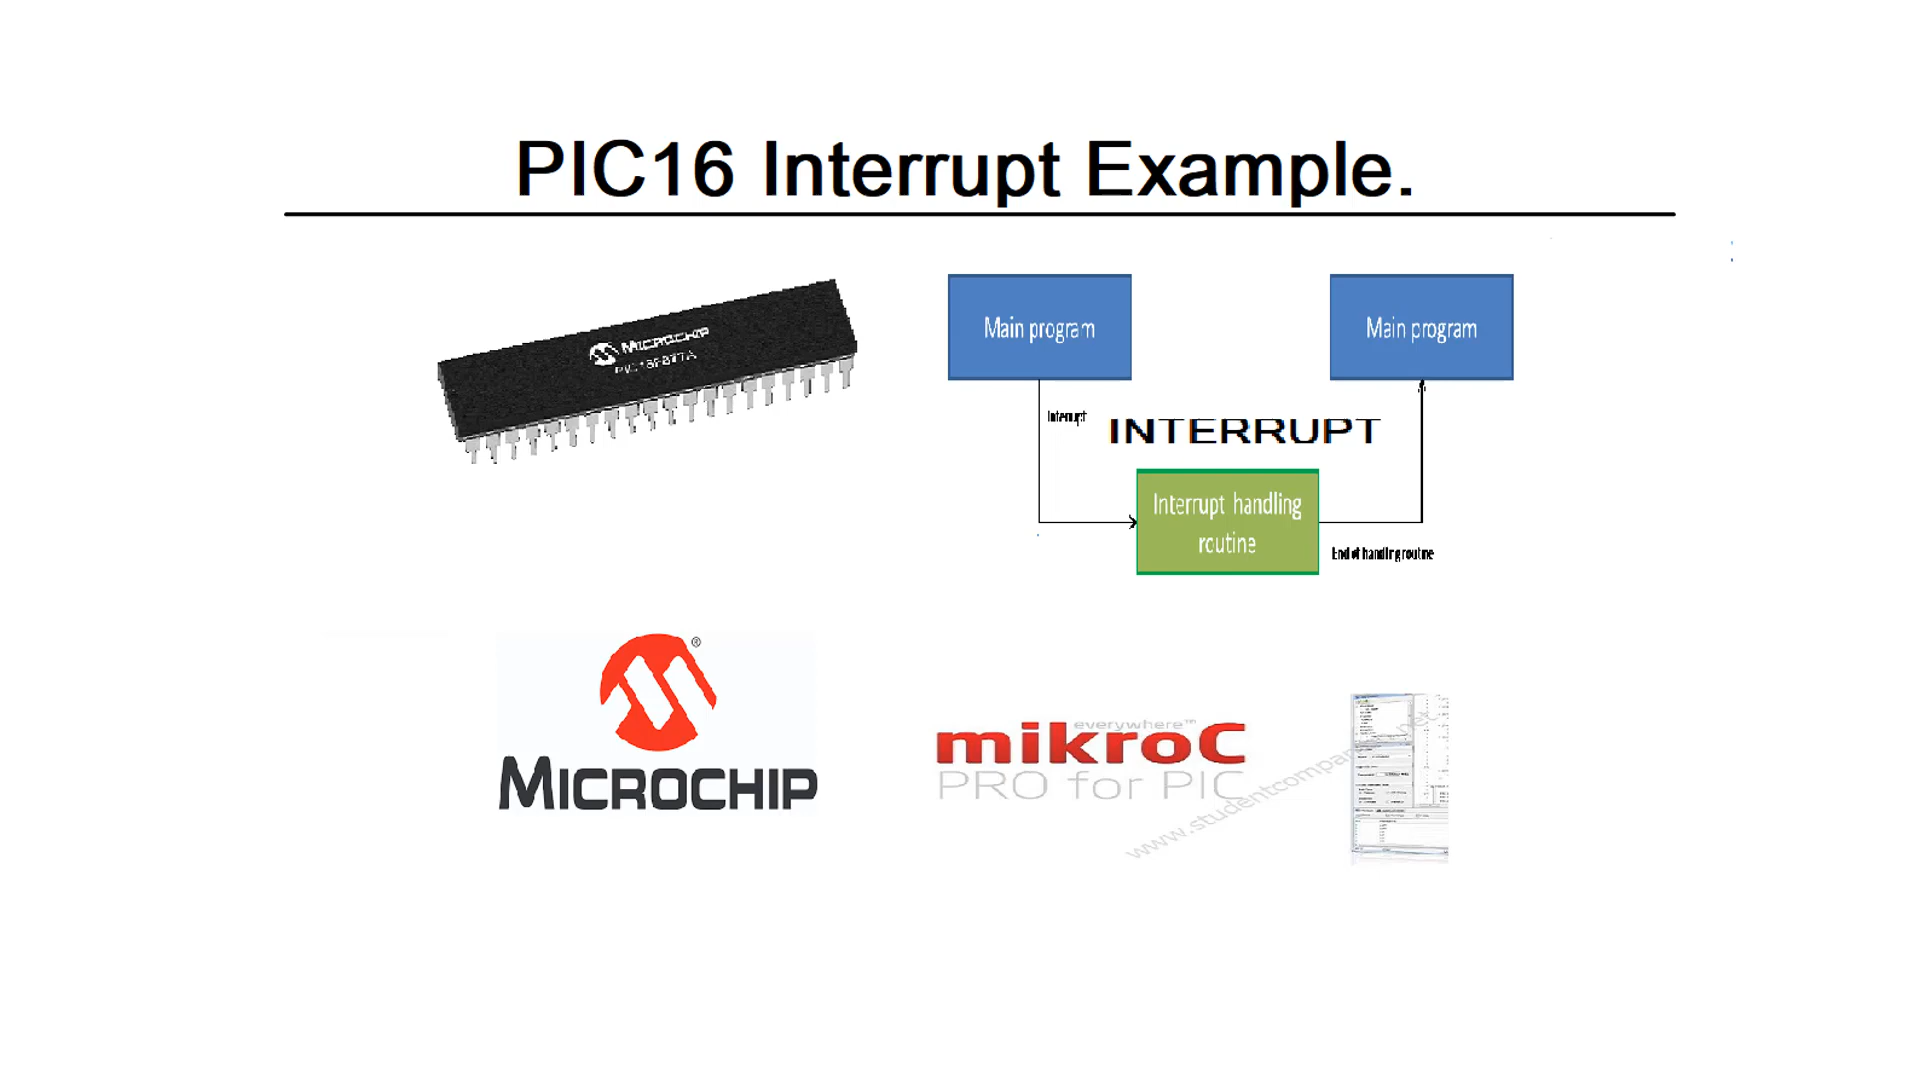 PIC16 Interrupt Example.
MICROCHIP
PIC16F877A
Main program
Main program
Interrupt
INTERRUPT
Interrupt handling
routine
End of handling routine
®
MICROCHIP
everywhere™
mikroC
PRO for PIC